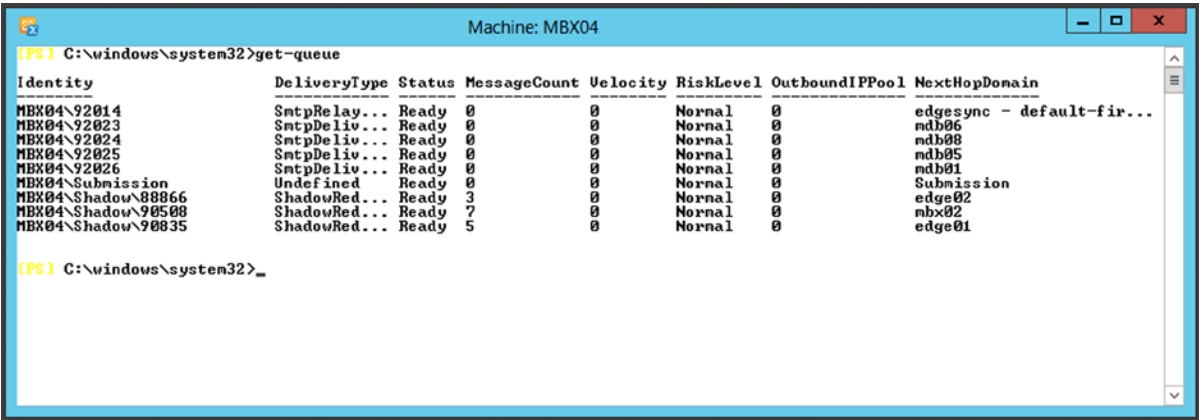 Machine: MBX04
[PS] C:\windows\system32>get-queue
Identity DeliveryType Status MessageCount Velocity RiskLevel OutboundIPPool NextHopDomain
-------- ------------ ------ ------------ -------- --------- -------------- -------------
MBX04\92014 SmtpRelay... Ready 0 0 Normal 0 edgesync - default-fir...
MBX04\92023 SmtpDeliv... Ready 0 0 Normal 0 mdb06
MBX04\92024 SmtpDeliv... Ready 0 0 Normal 0 mdb08
MBX04\92025 SmtpDeliv... Ready 0 0 Normal 0 mdb05
MBX04\92026 SmtpDeliv... Ready 0 0 Normal 0 mdb01
MBX04\Submission Undefined Ready 0 0 Normal 0 Submission
MBX04\Shadow\88866 ShadowRed... Ready 3 0 Normal 0 edge02
MBX04\Shadow\90508 ShadowRed... Ready 7 0 Normal 0 mbx02
MBX04\Shadow\90835 ShadowRed... Ready 5 0 Normal 0 edge01
[PS] C:\windows\system32>_